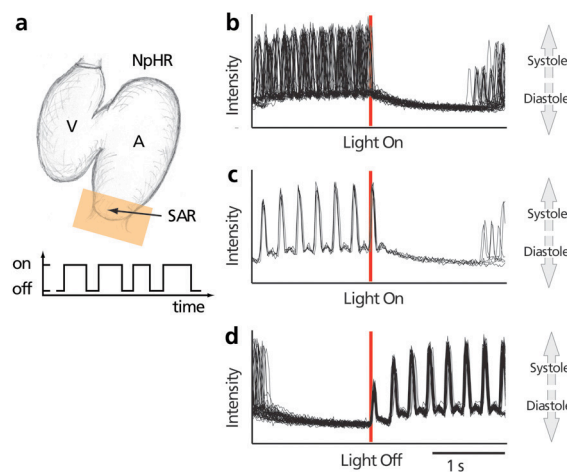 a
NpHR
V
A
SAR
on
off
time
b
Intensity
Light On
Systole
Diastole
c
Intensity
Light On
Systole
Diastole
d
Intensity
Light Off
1 s
Systole
Diastole